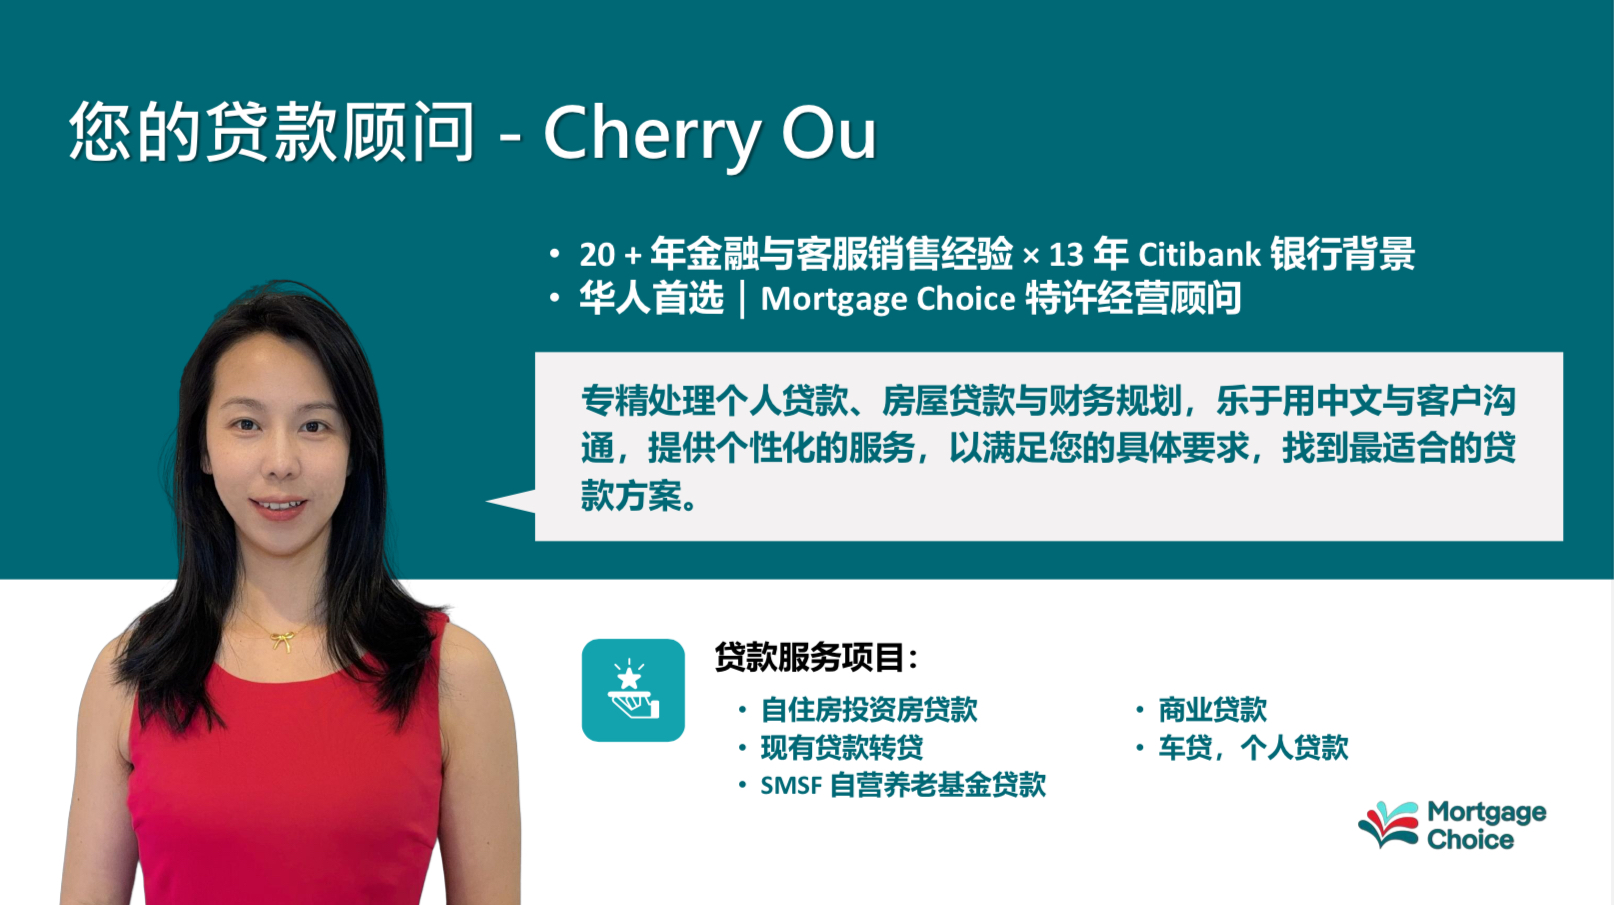 您的贷款顾问 - Cherry Ou
• 20 + 年金融与客服销售经验 × 13 年 Citibank 银行背景
• 华人首选｜Mortgage Choice 特许经营顾问
专精处理个人贷款、房屋贷款与财务规划，乐于用中文与客户沟
通，提供个性化的服务，以满足您的具体要求，找到最适合的贷
款方案。
贷款服务项目：
• 自住房投资房贷款
• 现有贷款转贷
• SMSF 自营养老基金贷款
• 商业贷款
• 车贷，个人贷款
Mortgage
Choice